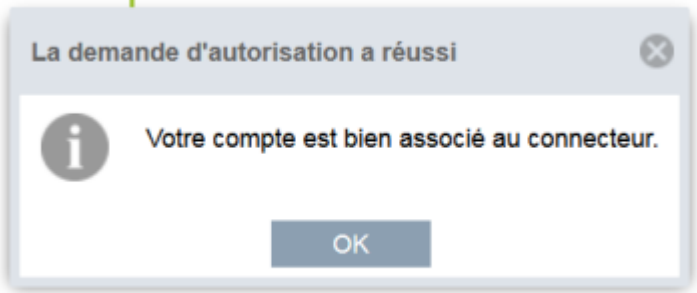 La demande d'autorisation a réussi
Votre compte est bien associé au connecteur.
OK